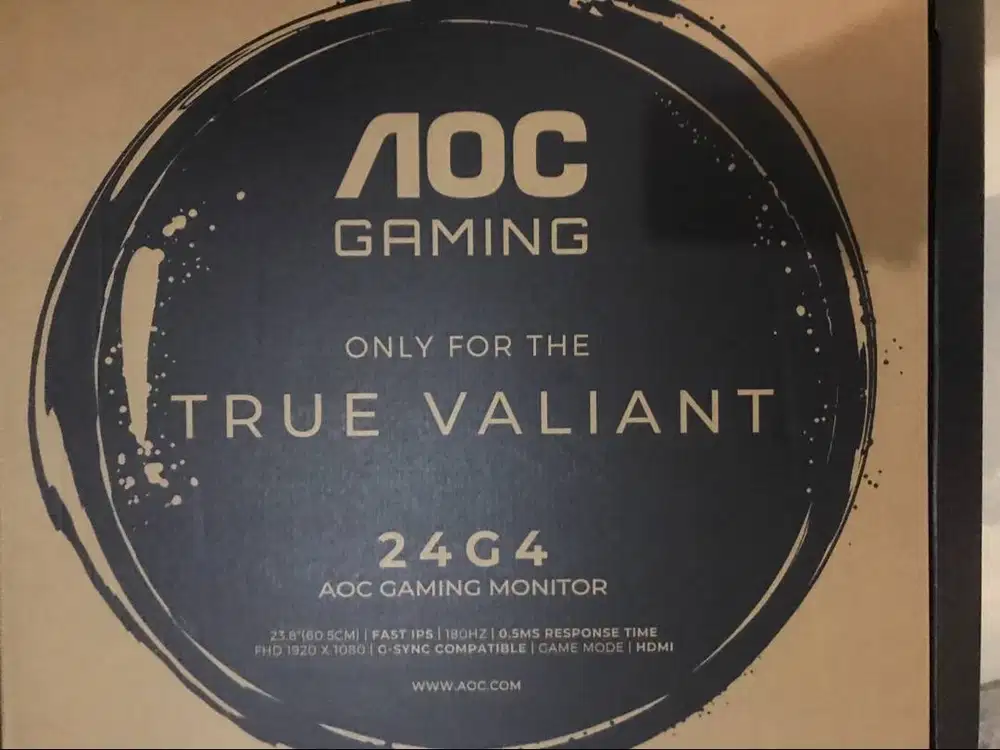 AOC
GAMING
ONLY FOR THE
TRUE VALIANT
24G4
AOC GAMING MONITOR
23.8"(60.5CM) | FAST IPS | 180HZ | 0.5MS RESPONSE TIME
FHD 1920 X 1080 | G-SYNC COMPATIBLE | GAME MODE | HDMI
WWW.AOC.COM